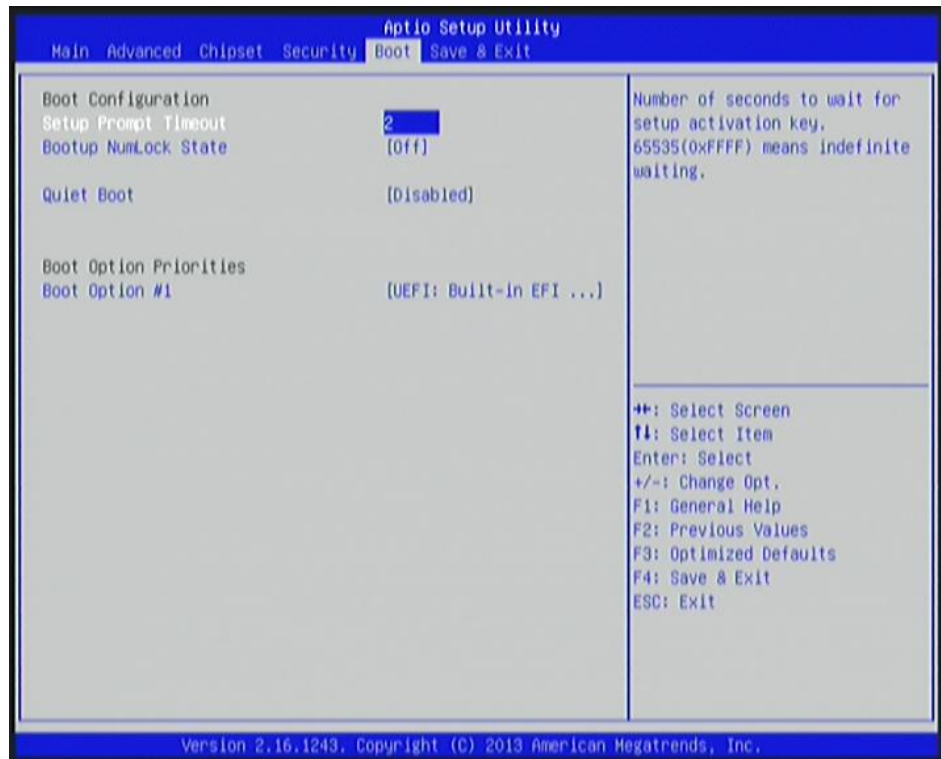 Aptio Setup Utility
Main Advanced Chipset Security Boot Save & Exit
Boot Configuration
Setup Prompt Timeout 2
Bootup NumLock State [Off]
Quiet Boot [Disabled]
Boot Option Priorities
Boot Option #1 [UEFI: Built-in EFI ...]
Number of seconds to wait for
setup activation key.
65535(0xFFFF) means indefinite
waiting.
→←: Select Screen
↑↓: Select Item
Enter: Select
+/-: Change Opt.
F1: General Help
F2: Previous Values
F3: Optimized Defaults
F4: Save & Exit
ESC: Exit
Version 2.16.1243. Copyright (C) 2013 American Megatrends, Inc.